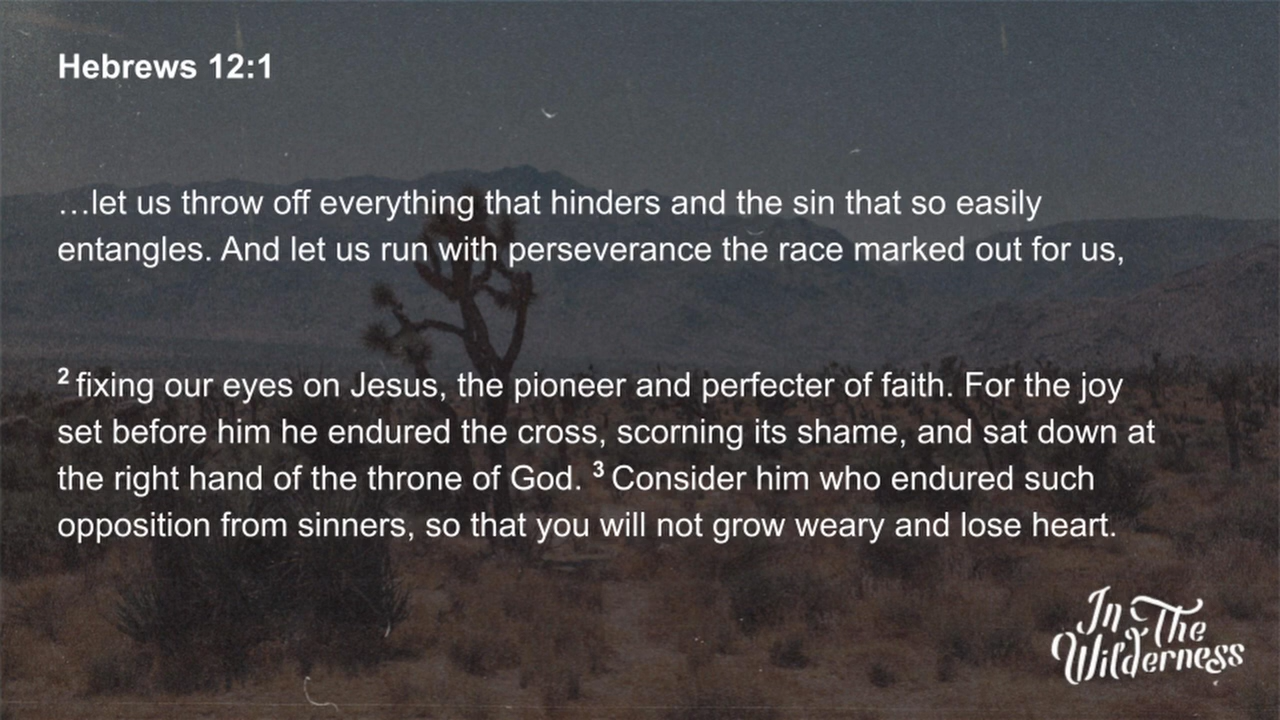 Hebrews 12:1
…let us throw off everything that hinders and the sin that so easily
entangles. And let us run with perseverance the race marked out for us,
2 fixing our eyes on Jesus, the pioneer and perfecter of faith. For the joy
set before him he endured the cross, scorning its shame, and sat down at
the right hand of the throne of God. 3 Consider him who endured such
opposition from sinners, so that you will not grow weary and lose heart.
In The
Wilderness